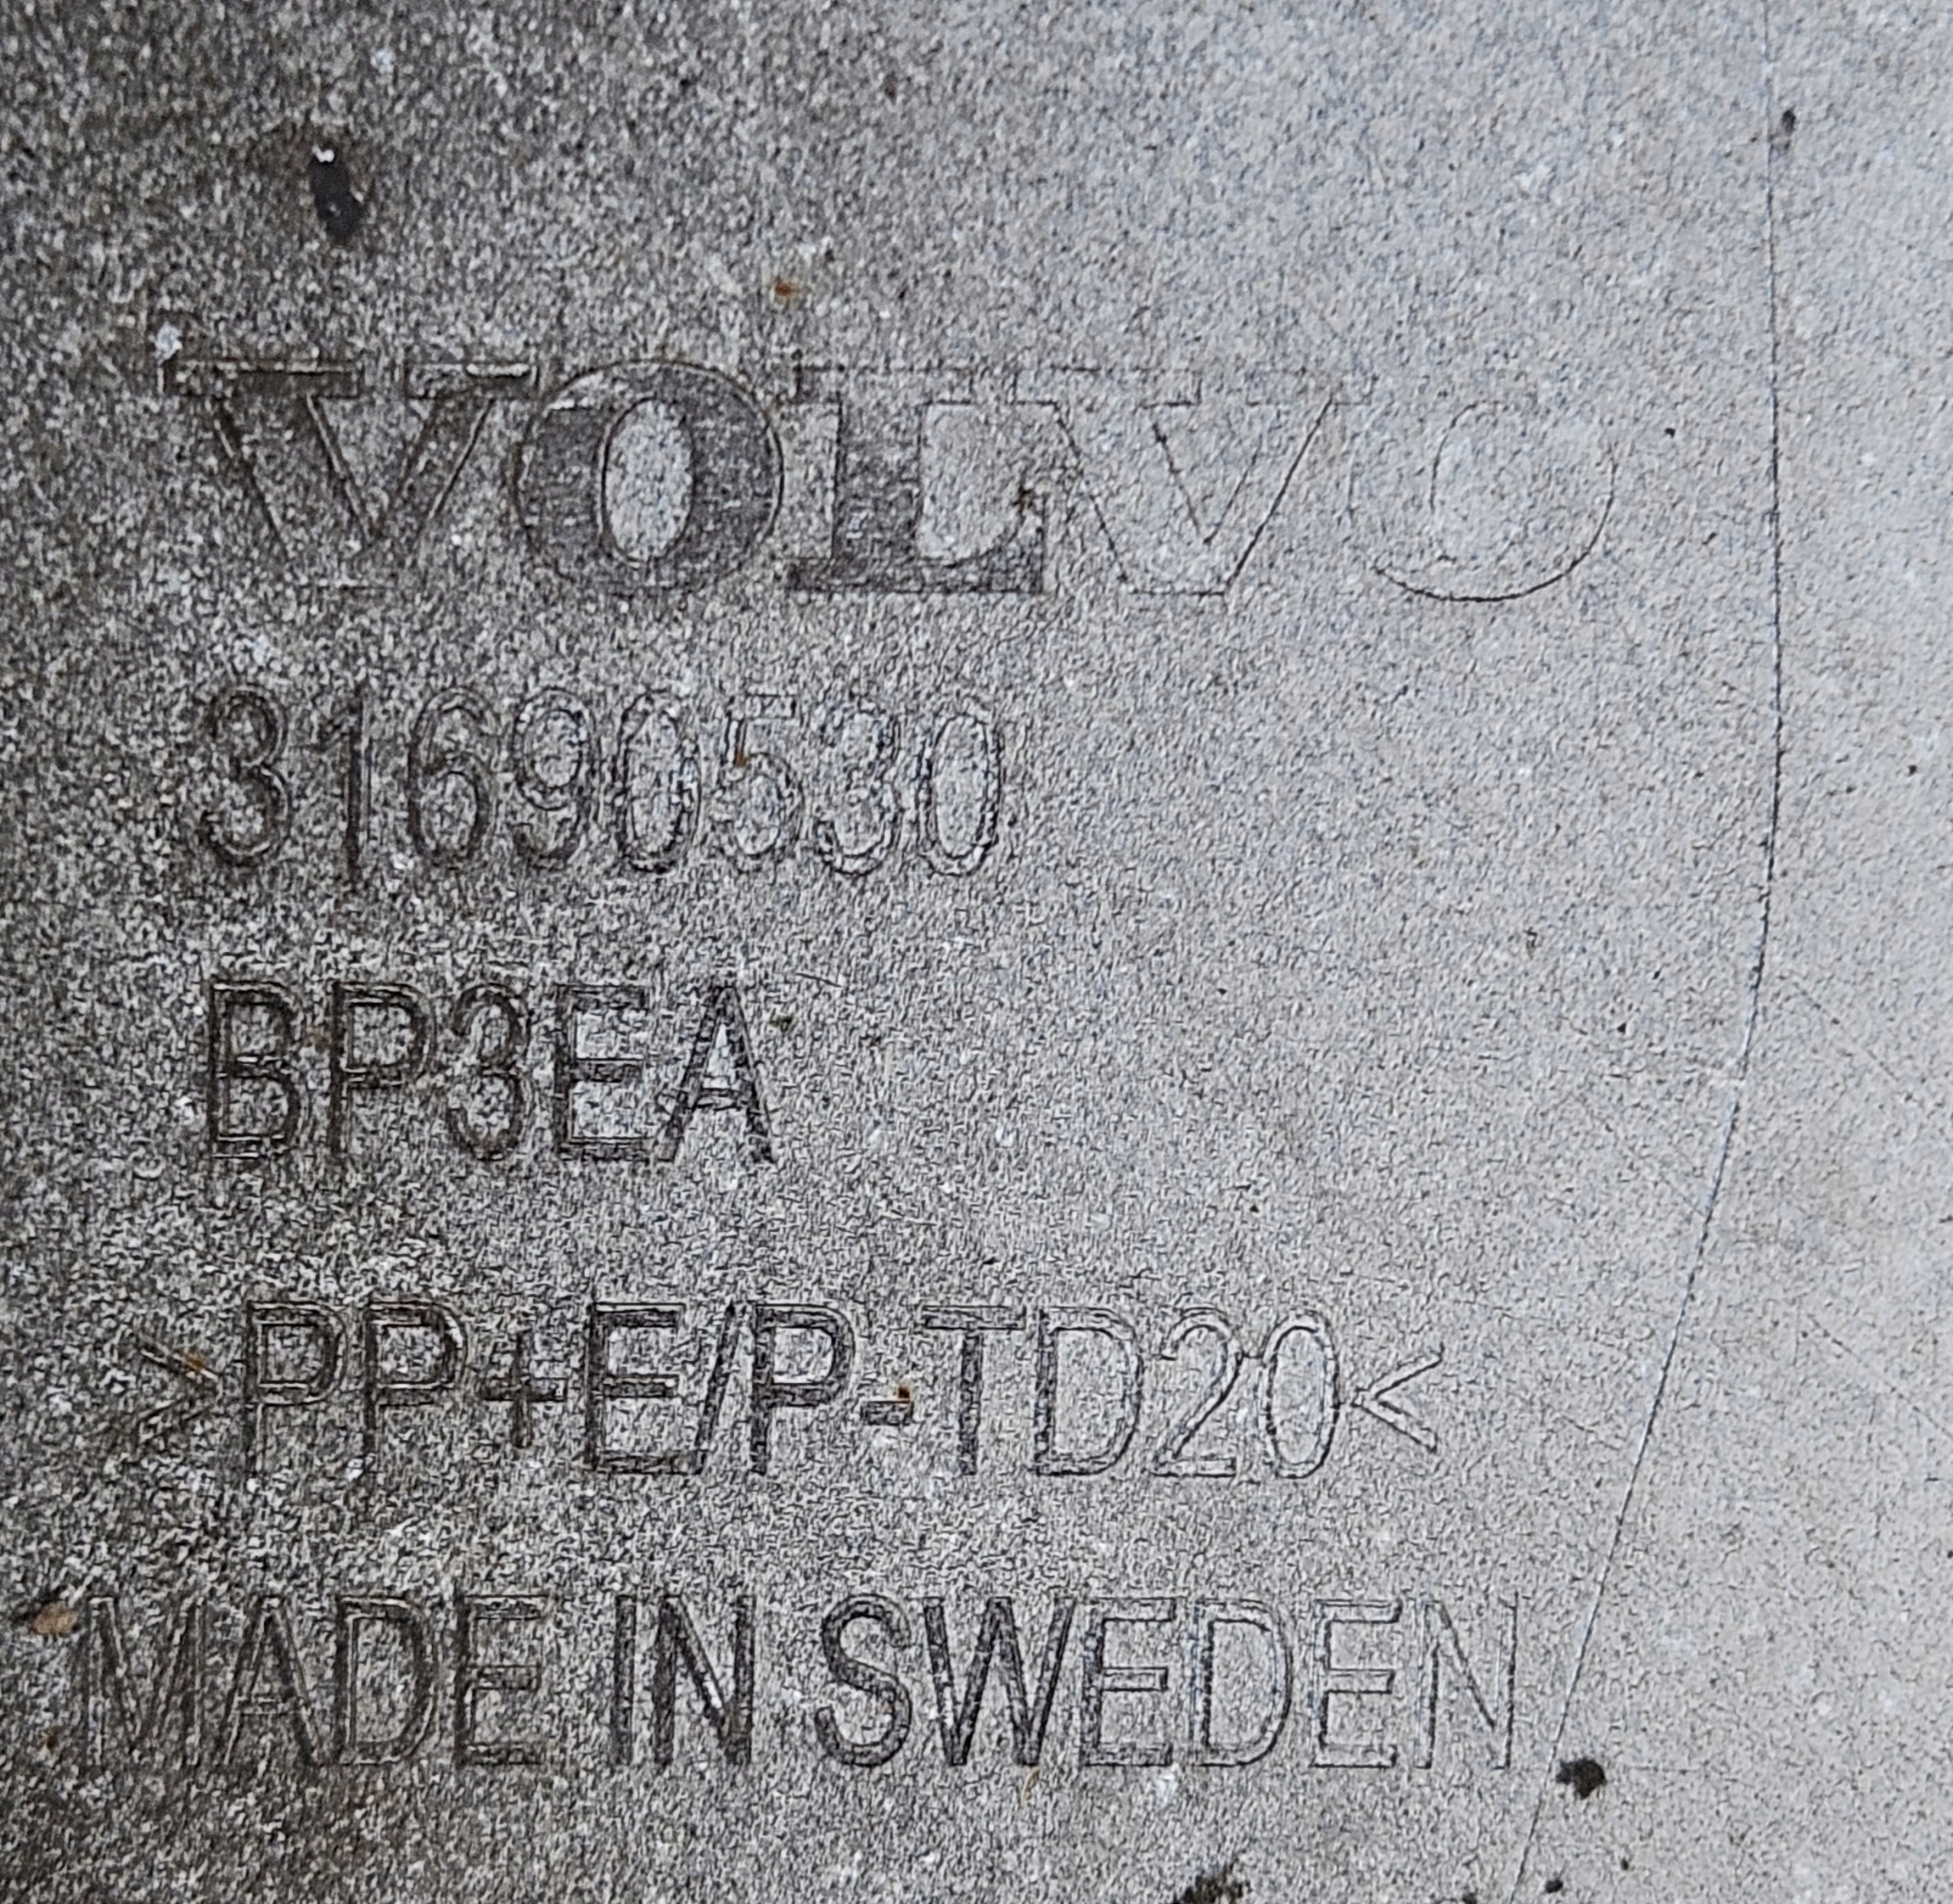 VOLVO
31690530
BP3EA
>PP+E/P-TD20<
MADE IN SWEDEN